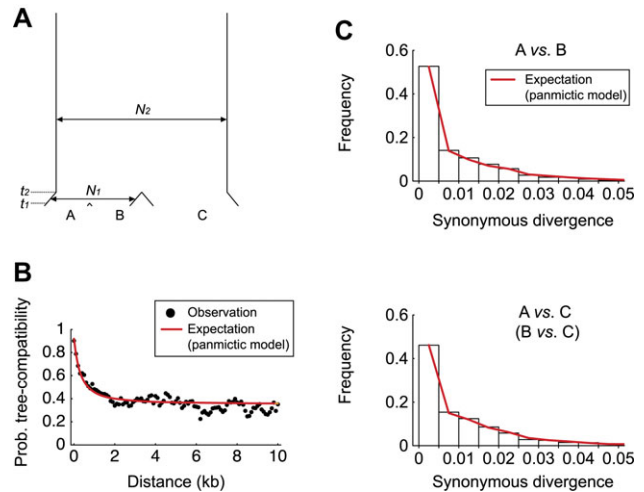 A
N2
t2
t1
N1
A B C
B
Observation
Expectation
(panmictic model)
Prob. tree-compatibility
1
0.8
0.6
0.4
0.2
0
0 2 4 6 8 10
Distance (kb)
C
A vs. B
Expectation
(panmictic model)
Frequency
0.6
0.4
0.2
0
0 0.01 0.02 0.03 0.04 0.05
Synonymous divergence
A vs. C
(B vs. C)
Frequency
0.6
0.4
0.2
0
0 0.01 0.02 0.03 0.04 0.05
Synonymous divergence